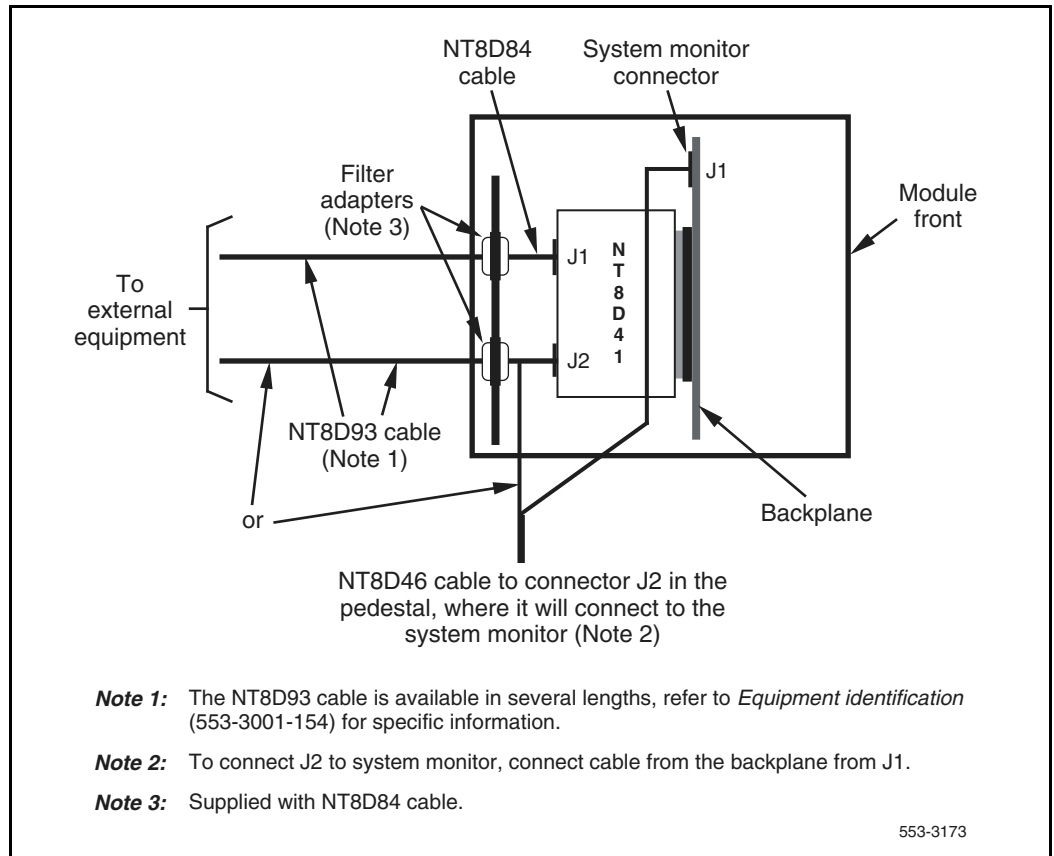 NT8D84
cable
System monitor
connector
Filter
adapters
(Note 3)
J1
Module
front
J1
N
T
8
D
4
1
To
external
equipment
J2
NT8D93 cable
(Note 1)
or
Backplane
NT8D46 cable to connector J2 in the
pedestal, where it will connect to the
system monitor (Note 2)
Note 1: The NT8D93 cable is available in several lengths, refer to Equipment identification
(553-3001-154) for specific information.
Note 2: To connect J2 to system monitor, connect cable from the backplane from J1.
Note 3: Supplied with NT8D84 cable.
553-3173